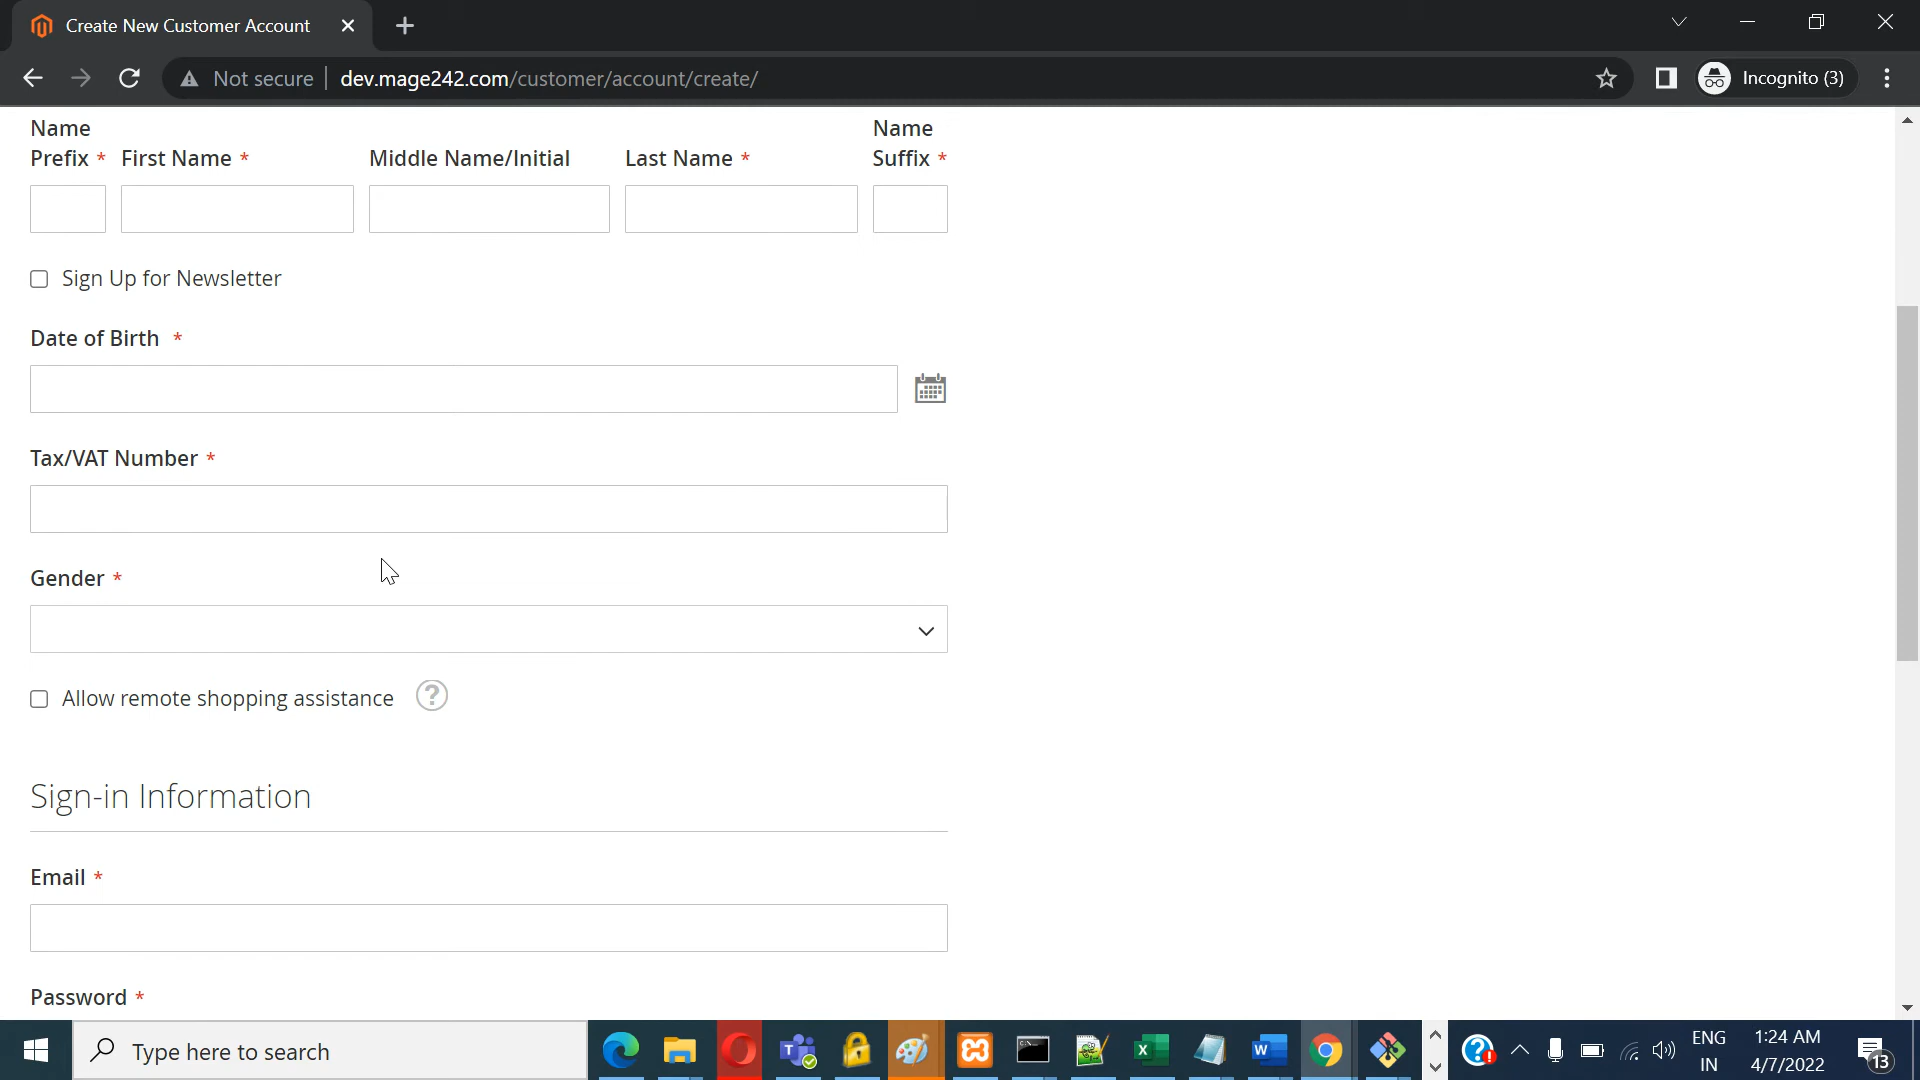 Create New Customer Account
Not secure
dev.mage242.com/customer/account/create/
Incognito (3)
Name Prefix *
First Name *
Middle Name/Initial
Last Name *
Name Suffix *
Sign Up for Newsletter
Date of Birth *
Tax/VAT Number *
Gender *
Allow remote shopping assistance
?
Sign-in Information
Email *
Password *
Type here to search
ENG
IN
1:24 AM
4/7/2022
13